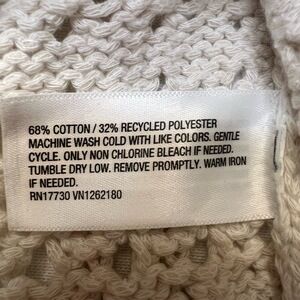 68% COTTON / 32% RECYCLED POLYESTER
MACHINE WASH COLD WITH LIKE COLORS. GENTLE
CYCLE. ONLY NON CHLORINE BLEACH IF NEEDED.
TUMBLE DRY LOW. REMOVE PROMPTLY. WARM IRON
IF NEEDED.
RN17730 VN1262180